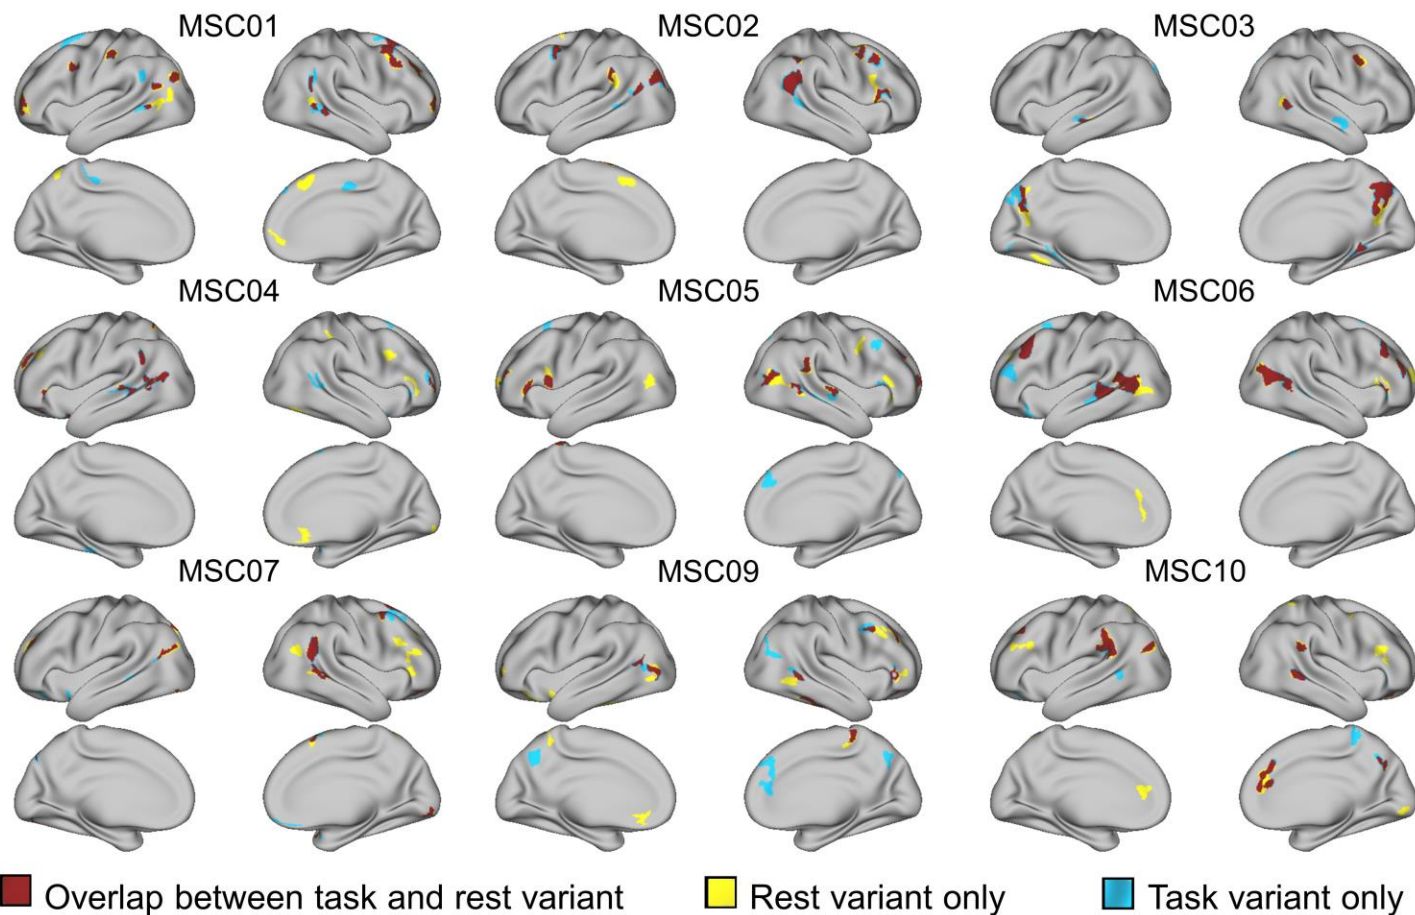 MSC01
MSC02
MSC03
MSC04
MSC05
MSC06
MSC07
MSC09
MSC10
Overlap between task and rest variant
Rest variant only
Task variant only